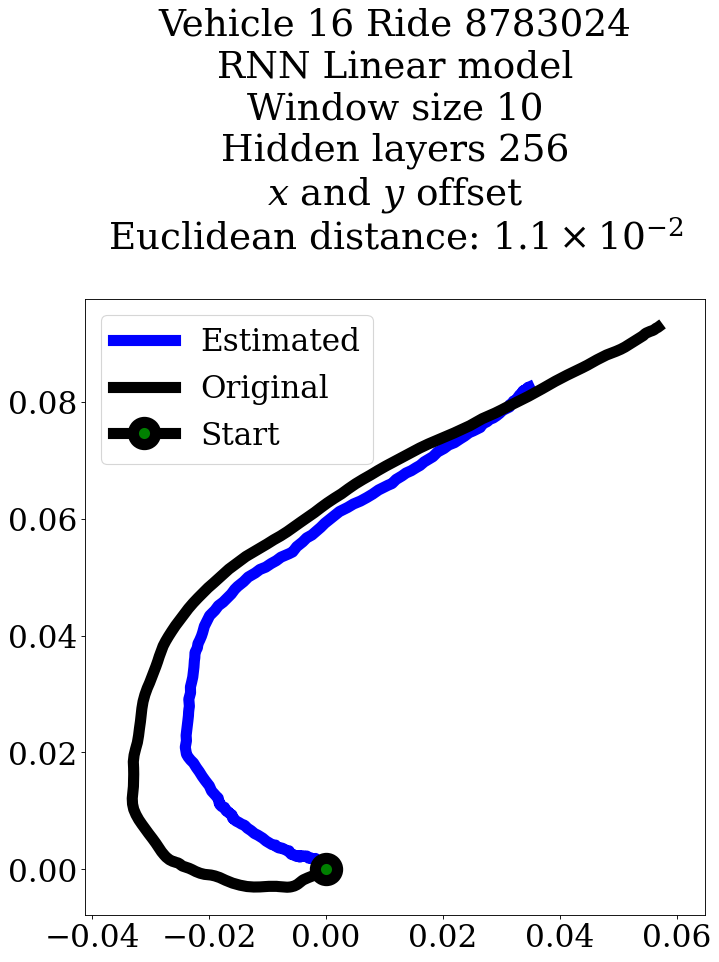 Vehicle 16 Ride 8783024
RNN Linear model
Window size 10
Hidden layers 256
x and y offset
Euclidean distance: 1.1 × 10⁻²
Estimated
Original
Start
0.08
0.06
0.04
0.02
0.00
−0.04 −0.02 0.00 0.02 0.04 0.06